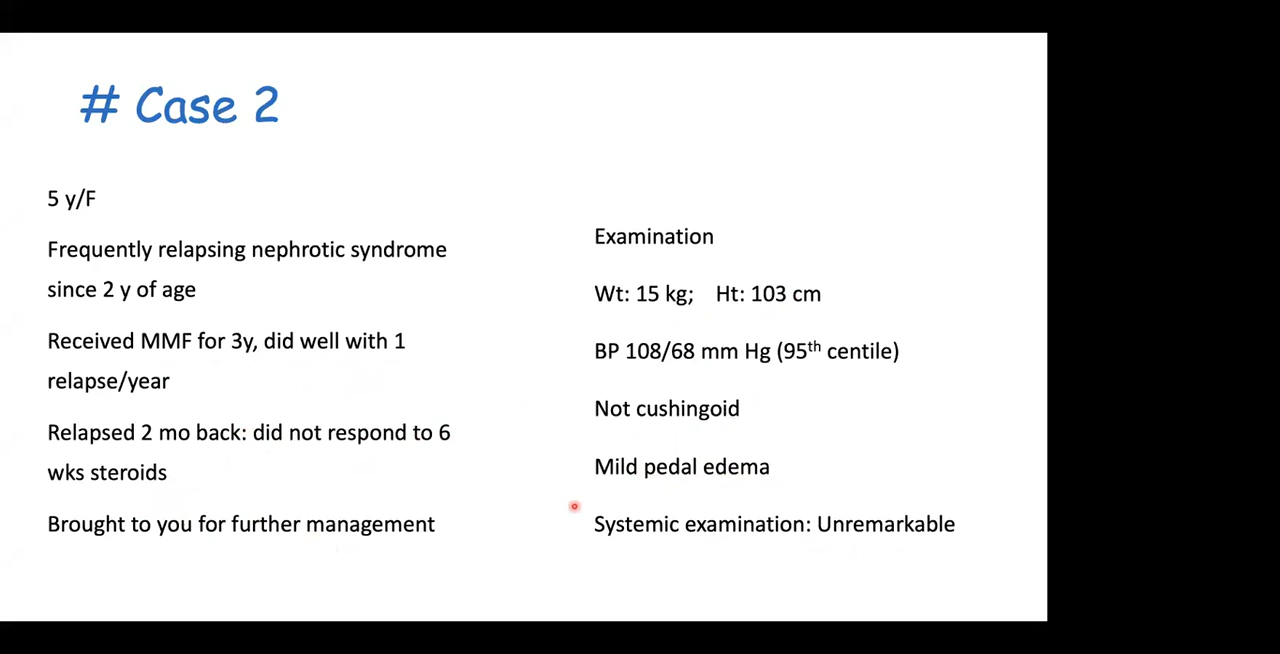 # Case 2
5 y/F
Frequently relapsing nephrotic syndrome
since 2 y of age
Received MMF for 3y, did well with 1
relapse/year
Relapsed 2 mo back: did not respond to 6
wks steroids
Brought to you for further management
Examination
Wt: 15 kg; Ht: 103 cm
BP 108/68 mm Hg (95th centile)
Not cushingoid
Mild pedal edema
Systemic examination: Unremarkable